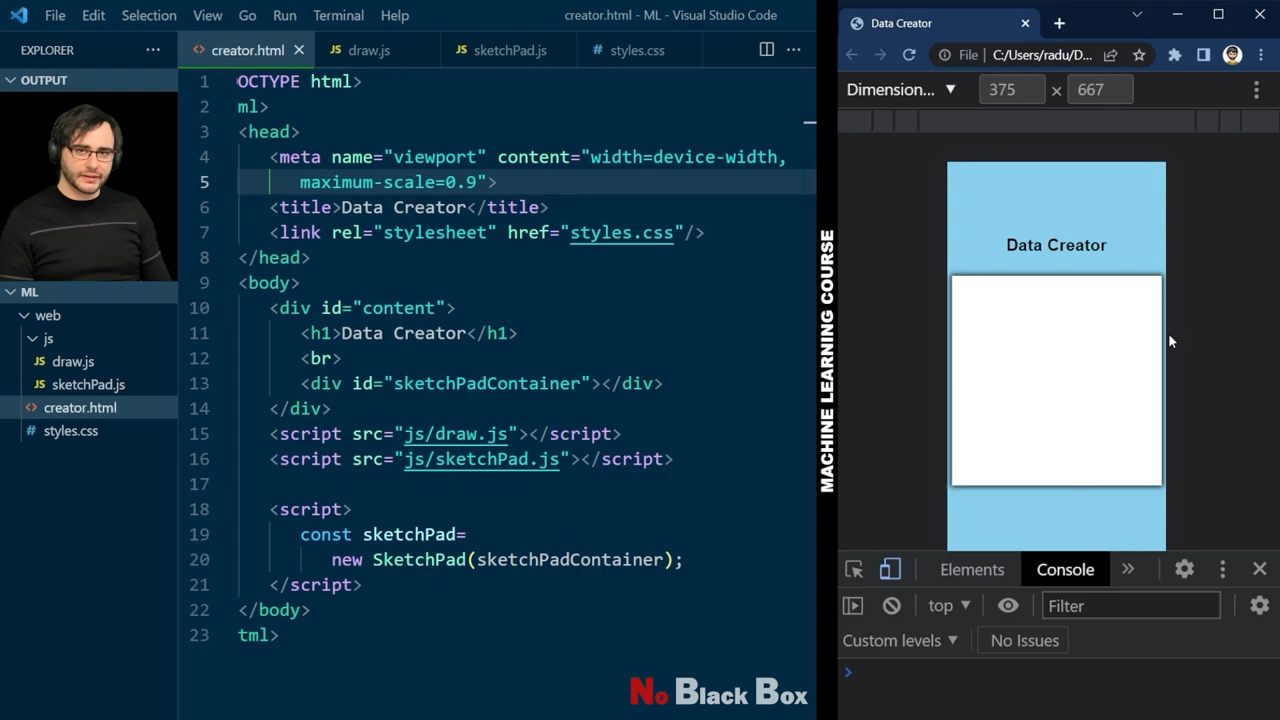 File Edit Selection View Go Run Terminal Help creator.html - ML - Visual Studio Code
EXPLORER
OUTPUT
ML
web
js
JS draw.js
JS sketchPad.js
<> creator.html
# styles.css
<> creator.html JS draw.js JS sketchPad.js # styles.css
1 OCTYPE html>
2 ml>
3 <head>
4 <meta name="viewport" content="width=device-width,
5 maximum-scale=0.9">
6 <title>Data Creator</title>
7 <link rel="stylesheet" href="styles.css"/>
8 </head>
9 <body>
10 <div id="content">
11 <h1>Data Creator</h1>
12 <br>
13 <div id="sketchPadContainer"></div>
14 </div>
15 <script src="js/draw.js"></script>
16 <script src="js/sketchPad.js"></script>
17
18 <script>
19 const sketchPad=
20 new SketchPad(sketchPadContainer);
21 </script>
22 </body>
23 tml>
No Black Box
MACHINE LEARNING COURSE
Data Creator
File C:/Users/radu/D...
Dimension... 375 × 667
Data Creator
Elements Console
top Filter
Custom levels No Issues